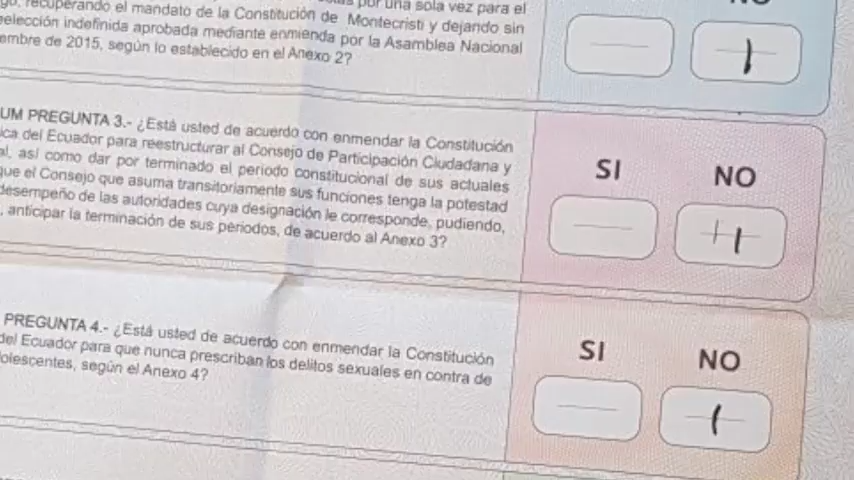 recuperando el mandato de la Constitución de Montecristi y dejando sin
por una sola vez para el
elección indefinida aprobada mediante enmienda por la Asamblea Nacional
embre de 2015, según lo establecido en el Anexo 2?
UM PREGUNTA 3.- ¿Está usted de acuerdo con enmendar la Constitución
ica del Ecuador para reestructurar al Consejo de Participación Ciudadana y
al, así como dar por terminado el período constitucional de sus actuales
que el Consejo que asuma transitoriamente sus funciones tenga la potestad
desempeño de las autoridades cuya designación le corresponde, pudiendo,
, anticipar la terminación de sus periodos, de acuerdo al Anexo 3?
SI NO
PREGUNTA 4.- ¿Está usted de acuerdo con enmendar la Constitución
del Ecuador para que nunca prescriban los delitos sexuales en contra de
olescentes, según el Anexo 4?
SI NO